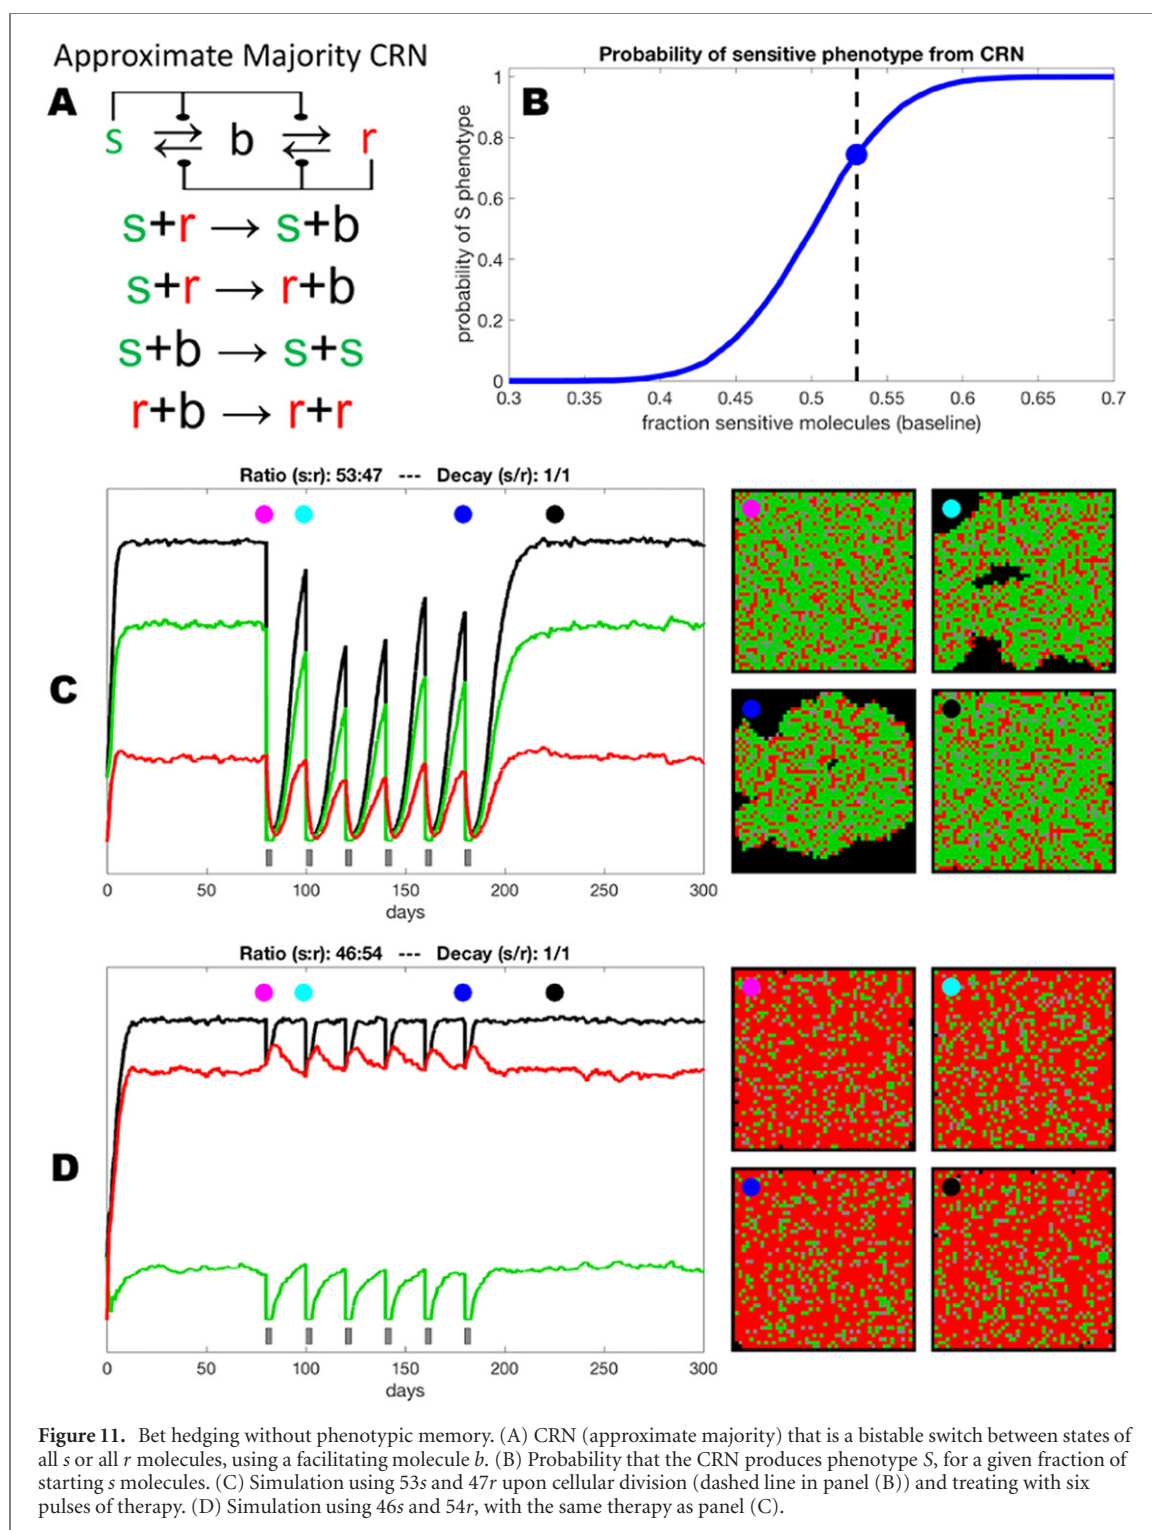 Approximate Majority CRN
A
s ⇌ b ⇌ r
s+r → s+b
s+r → r+b
s+b → s+s
r+b → r+r
Probability of sensitive phenotype from CRN
B
probability of S phenotype
1
0.8
0.6
0.4
0.2
0
0.3 0.35 0.4 0.45 0.5 0.55 0.6 0.65 0.7
fraction sensitive molecules (baseline)
Ratio (s:r): 53:47 --- Decay (s/r): 1/1
C
0 50 100 150 200 250 300
days
Ratio (s:r): 46:54 --- Decay (s/r): 1/1
D
0 50 100 150 200 250 300
days
Figure 11. Bet hedging without phenotypic memory. (A) CRN (approximate majority) that is a bistable switch between states of
all s or all r molecules, using a facilitating molecule b. (B) Probability that the CRN produces phenotype S, for a given fraction of
starting s molecules. (C) Simulation using 53s and 47r upon cellular division (dashed line in panel (B)) and treating with six
pulses of therapy. (D) Simulation using 46s and 54r, with the same therapy as panel (C).